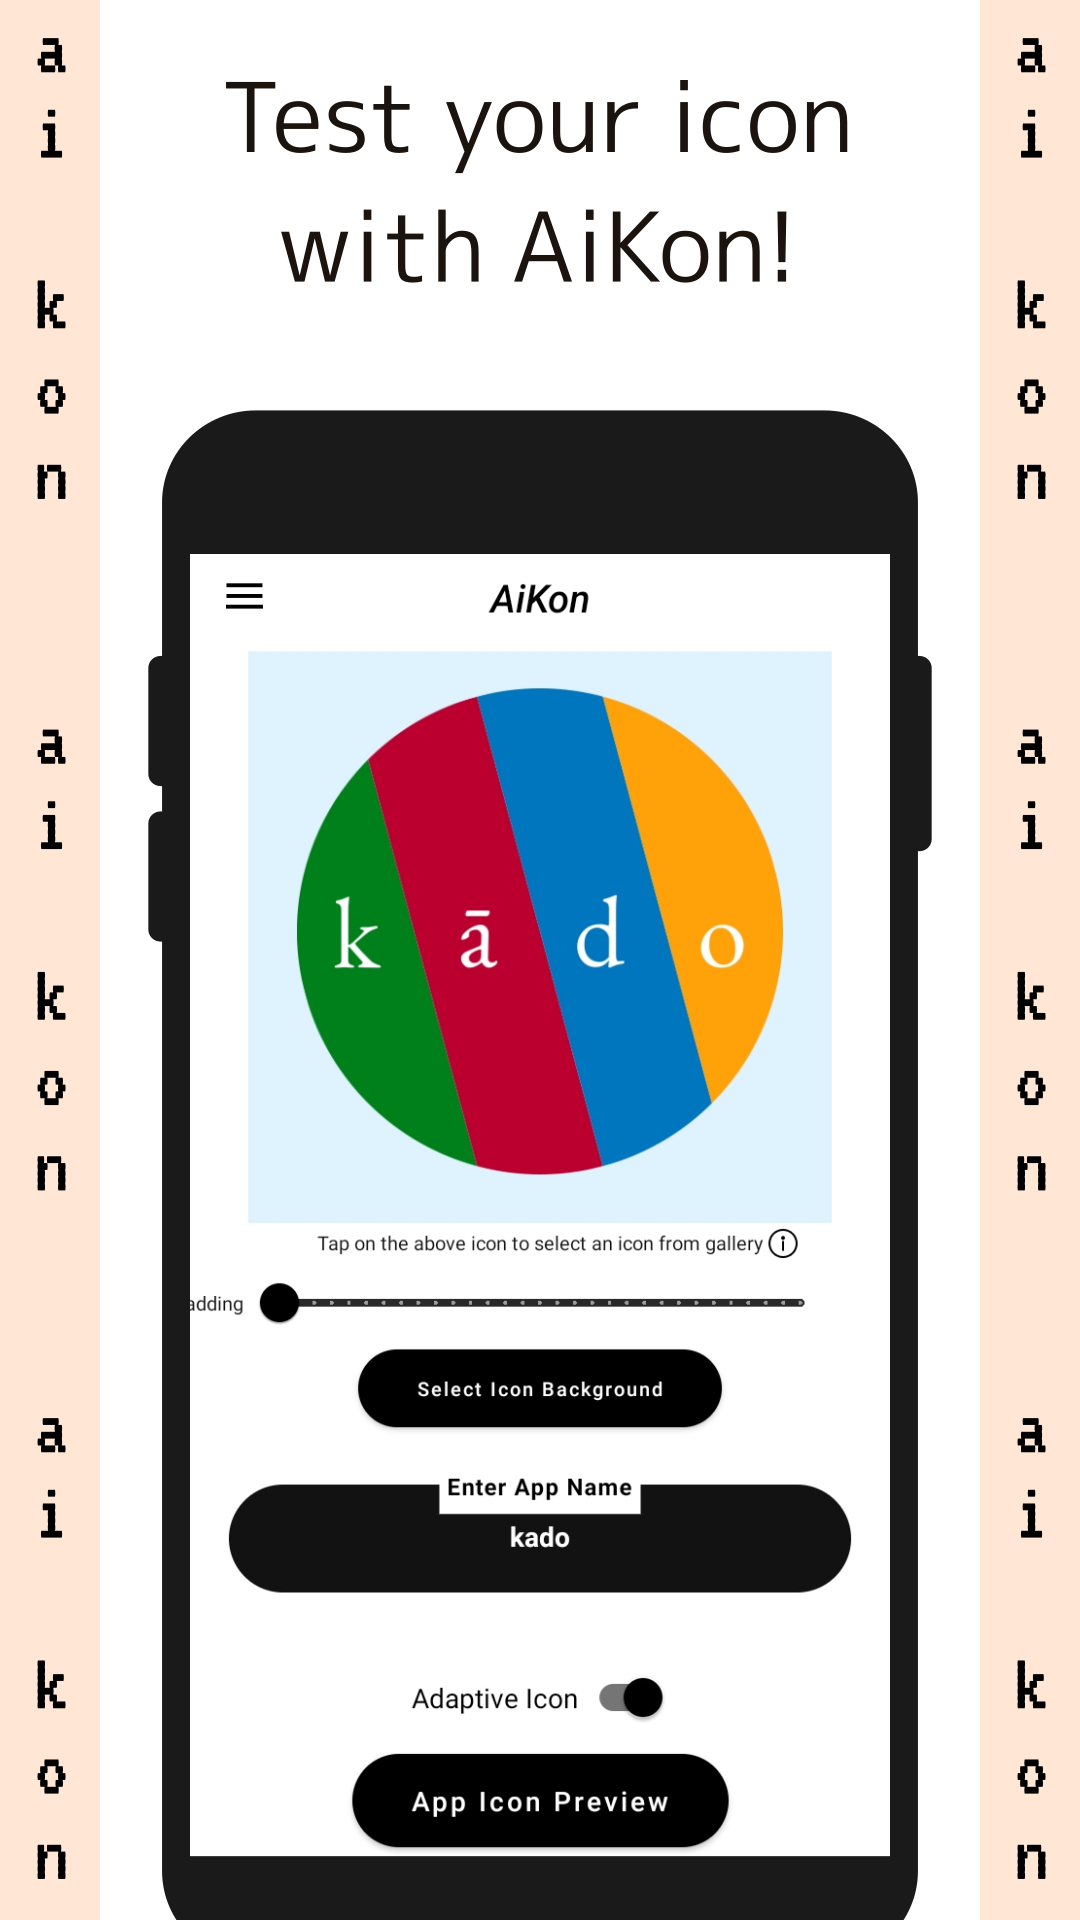 Test your icon
with AiKon!
a
i
k
o
n
a
i
k
o
n
a
i
k
o
n
AiKon
k ā d o
Tap on the above icon to select an icon from gallery i
adding
Select Icon Background
Enter App Name
kado
Adaptive Icon
App Icon Preview
a
i
k
o
n
a
i
k
o
n
a
i
k
o
n